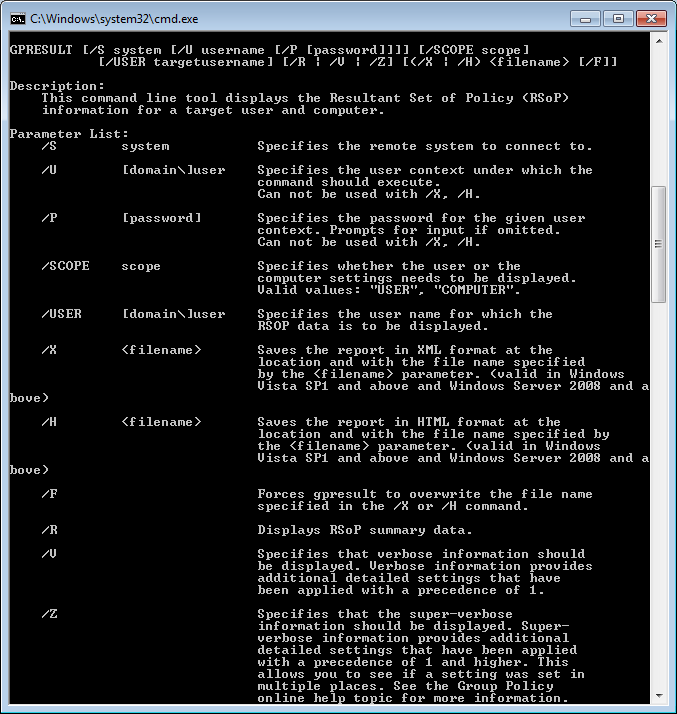 C:\Windows\system32\cmd.exe
GPRESULT [/S system [/U username [/P [password]]]] [/SCOPE scope]
           [/USER targetusername] [/R | /V | /Z] [(/X | /H) <filename> [/F]]
Description:
    This command line tool displays the Resultant Set of Policy (RSoP)
    information for a target user and computer.
Parameter List:
    /S        system           Specifies the remote system to connect to.
    /U        [domain\]user    Specifies the user context under which the
                               command should execute.
                               Can not be used with /X, /H.
    /P        [password]       Specifies the password for the given user
                               context. Prompts for input if omitted.
                               Can not be used with /X, /H.
    /SCOPE    scope            Specifies whether the user or the
                               computer settings needs to be displayed.
                               Valid values: "USER", "COMPUTER".
    /USER     [domain\]user    Specifies the user name for which the
                               RSOP data is to be displayed.
    /X        <filename>       Saves the report in XML format at the
                               location and with the file name specified
                               by the <filename> parameter. (valid in Windows
                               Vista SP1 and above and Windows Server 2008 and a
bove)
    /H        <filename>       Saves the report in HTML format at the
                               location and with the file name specified by
                               the <filename> parameter. (valid in Windows
                               Vista SP1 and above and Windows Server 2008 and a
bove)
    /F                         Forces gpresult to overwrite the file name
                               specified in the /X or /H command.
    /R                         Displays RSoP summary data.
    /V                         Specifies that verbose information should
                               be displayed. Verbose information provides
                               additional detailed settings that have
                               been applied with a precedence of 1.
    /Z                         Specifies that the super-verbose
                               information should be displayed. Super-
                               verbose information provides additional
                               detailed settings that have been applied
                               with a precedence of 1 and higher. This
                               allows you to see if a setting was set in
                               multiple places. See the Group Policy
                               online help topic for more information.